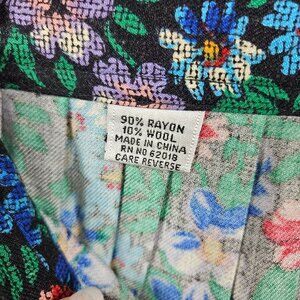 90% RAYON
10% WOOL
MADE IN CHINA
RN NO 62018
CARE REVERSE